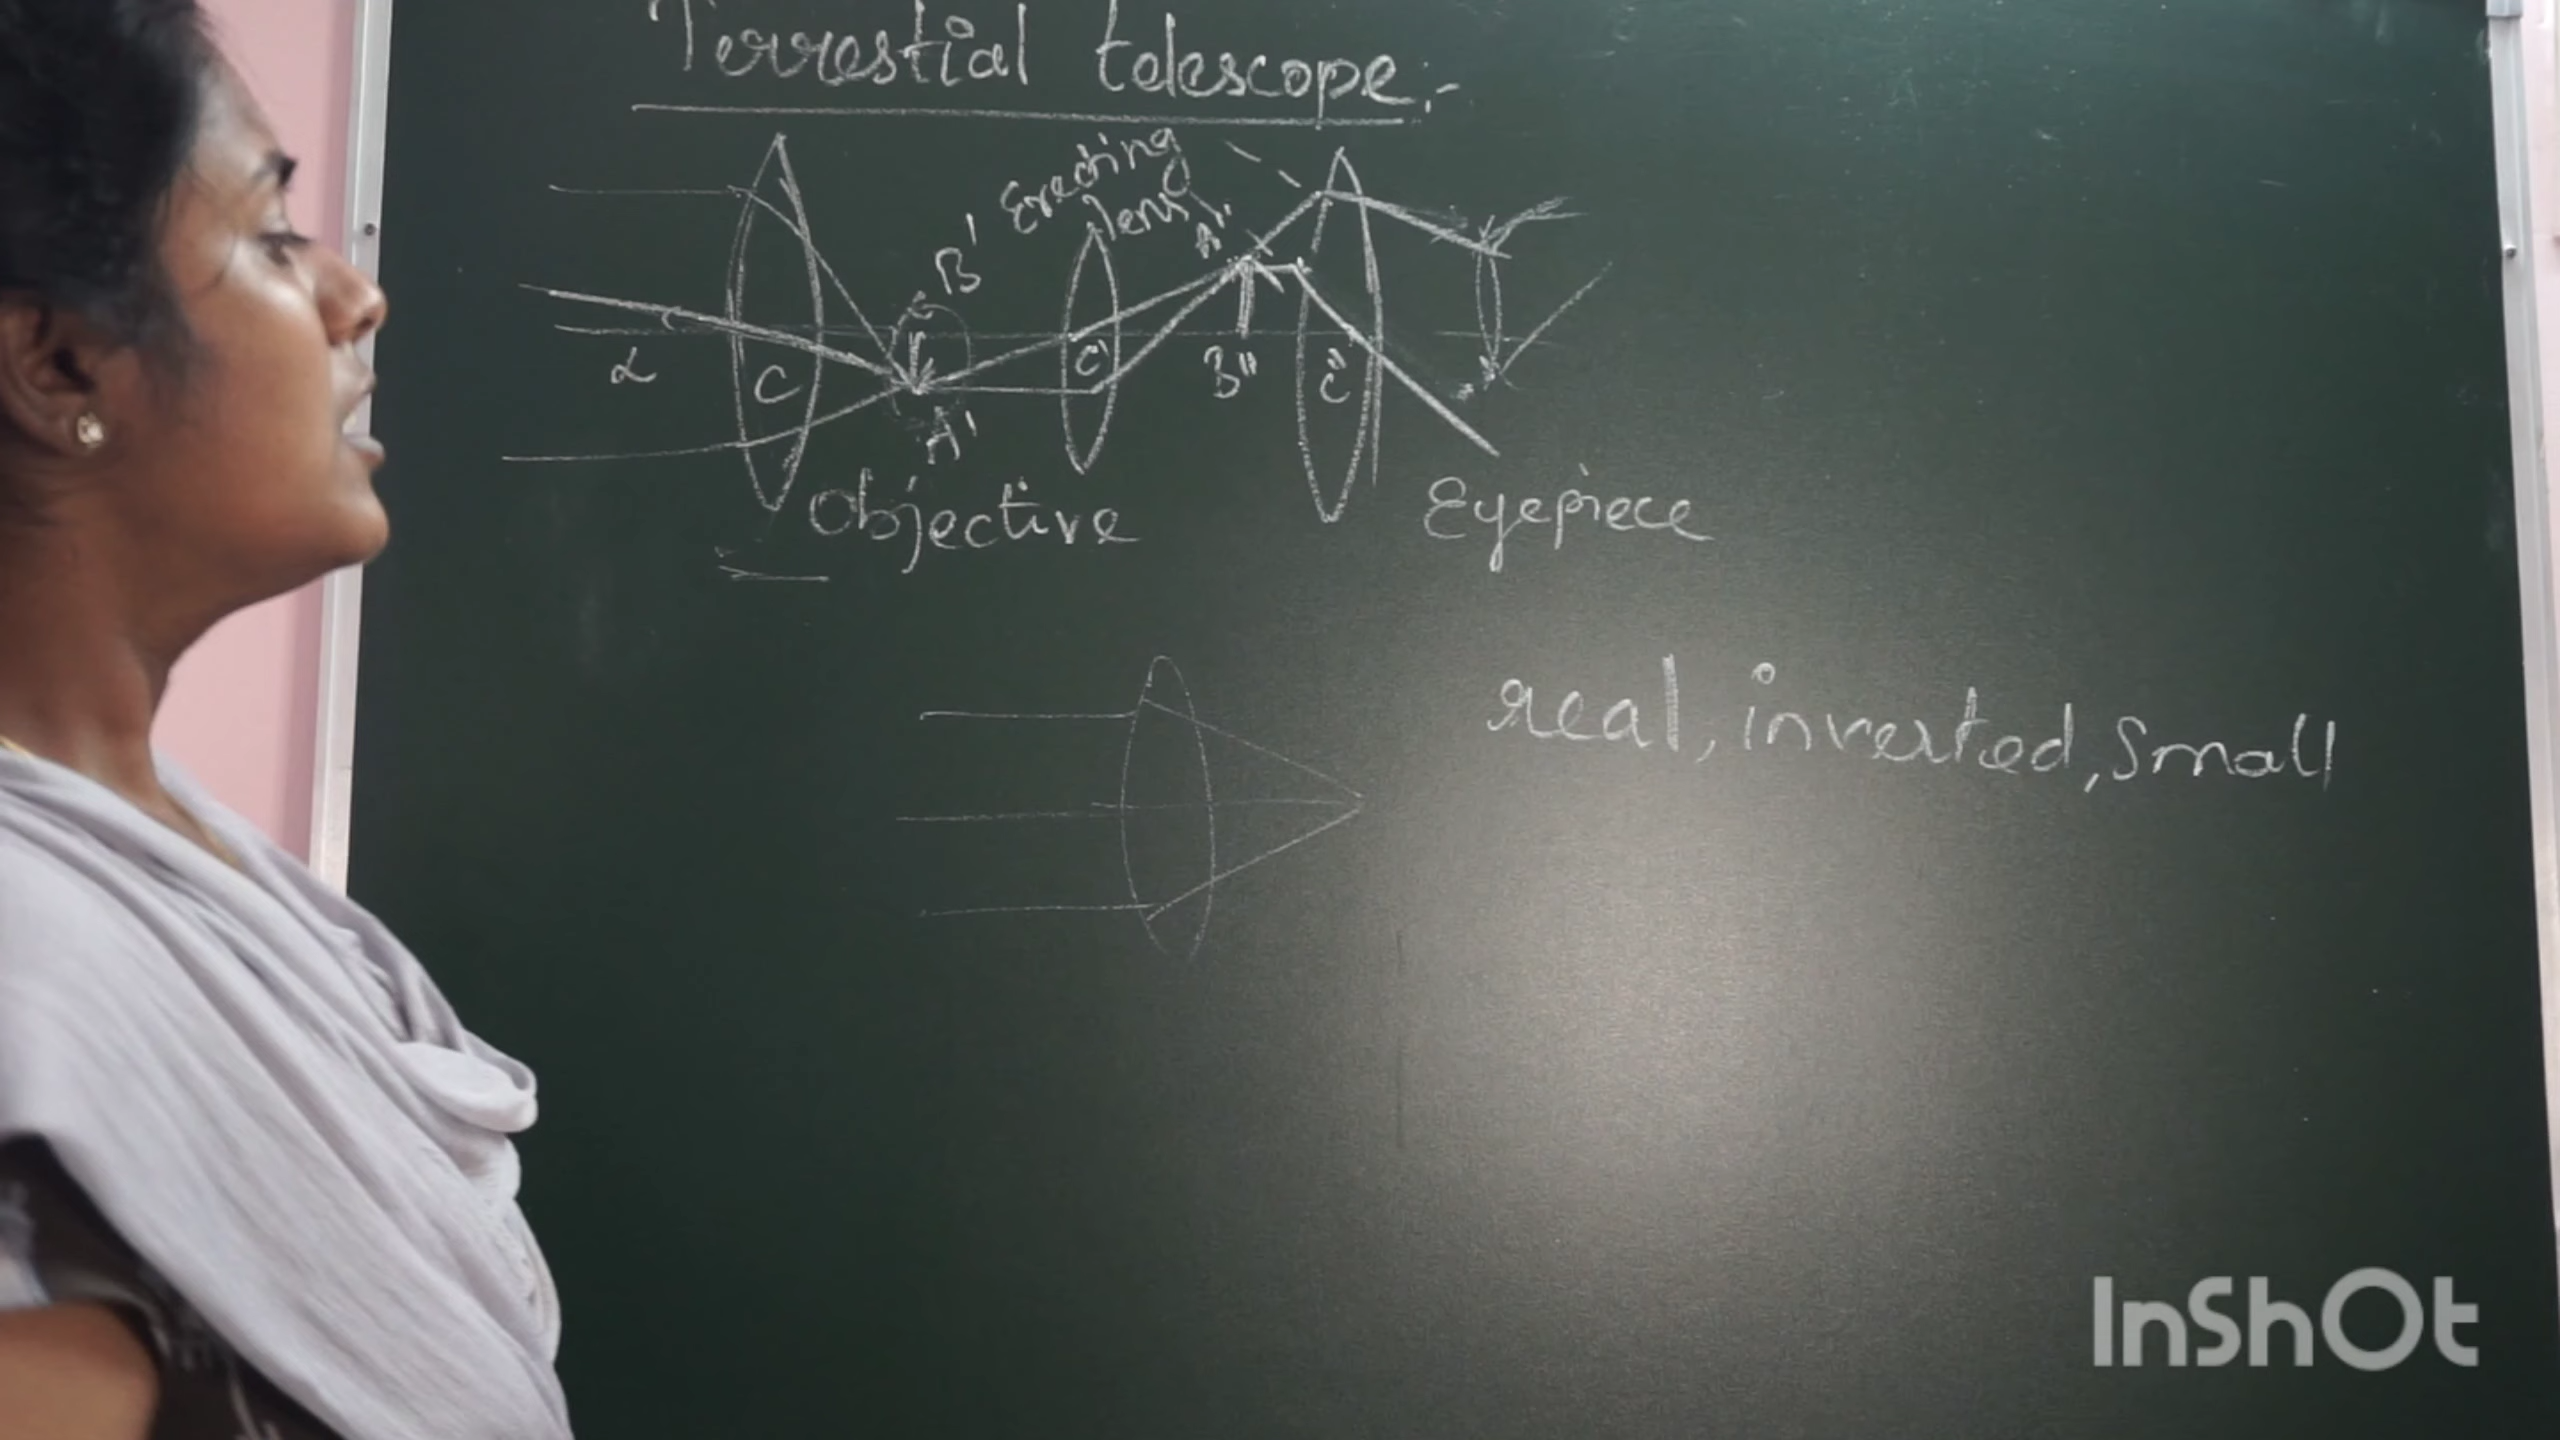 Terrestial telescope:-
Erecting
lens
A"
B'
α
C
C'
B"
C"
A'
Objective
Eyepiece
real, inverted, Small
InShOt